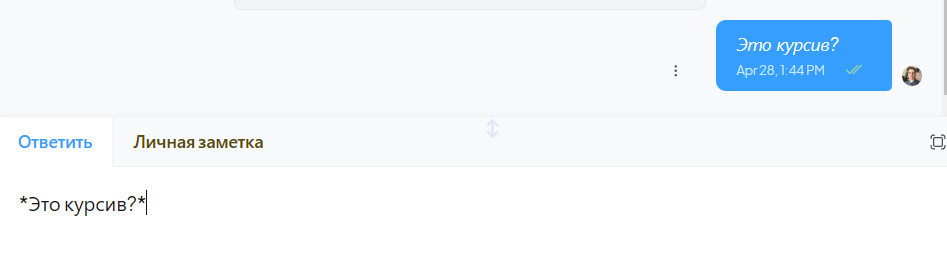 Это курсив?
Apr 28, 1:44 PM
Ответить Личная заметка
*Это курсив?*